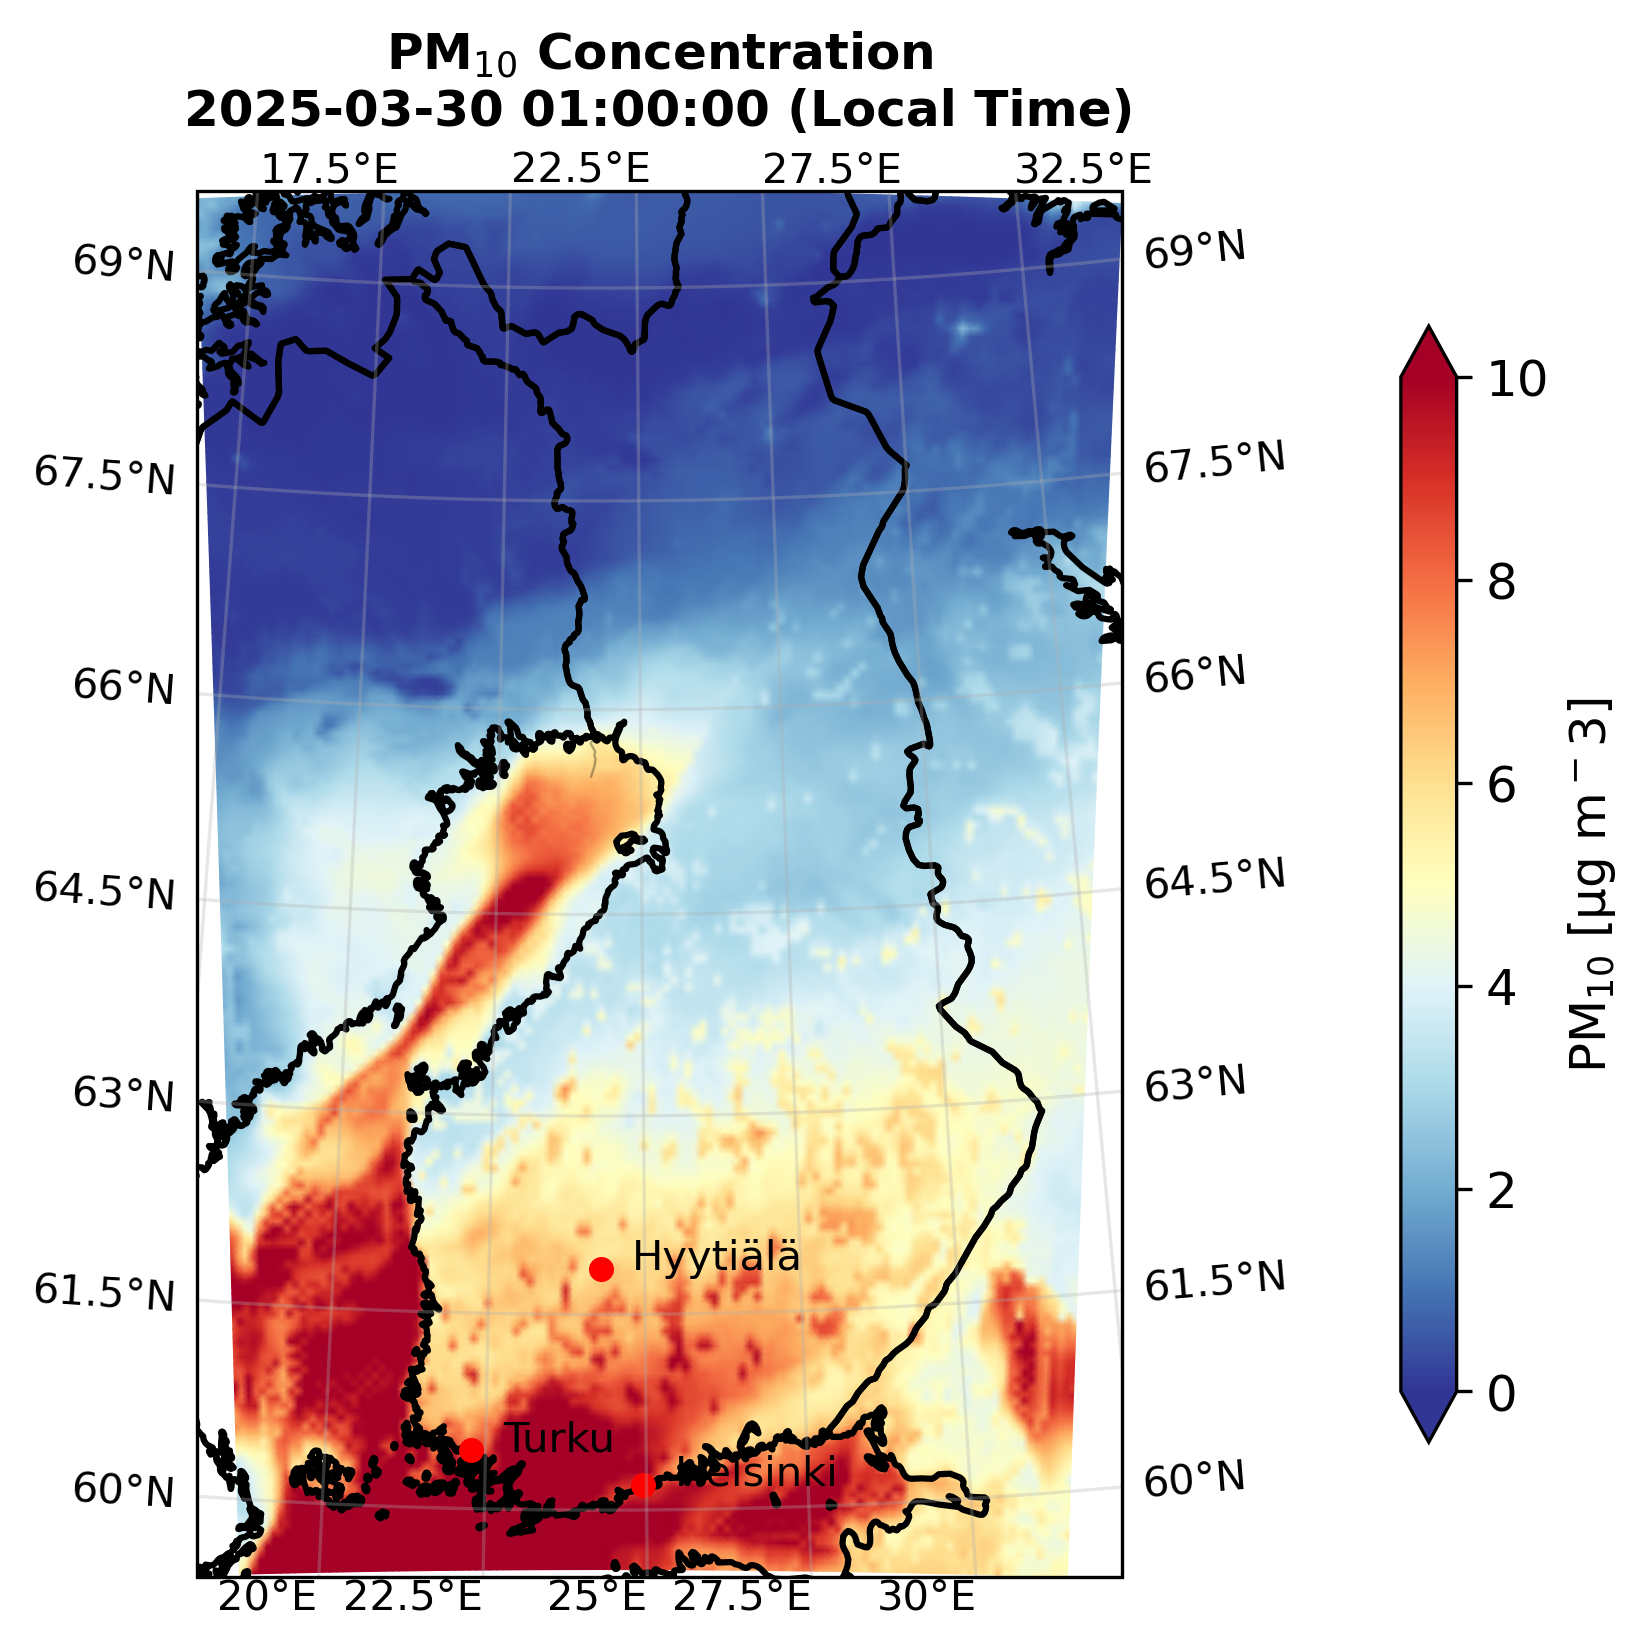 PM₁₀ Concentration
2025-03-30 01:00:00 (Local Time)
17.5°E 22.5°E 27.5°E 32.5°E
69°N 69°N
67.5°N 67.5°N
66°N 66°N
64.5°N 64.5°N
63°N 63°N
61.5°N 61.5°N
60°N 60°N
Hyytiälä
Turku
Helsinki
20°E 22.5°E 25°E 27.5°E 30°E
10
8
6
4
2
0
PM₁₀ [µg m⁻ 3]